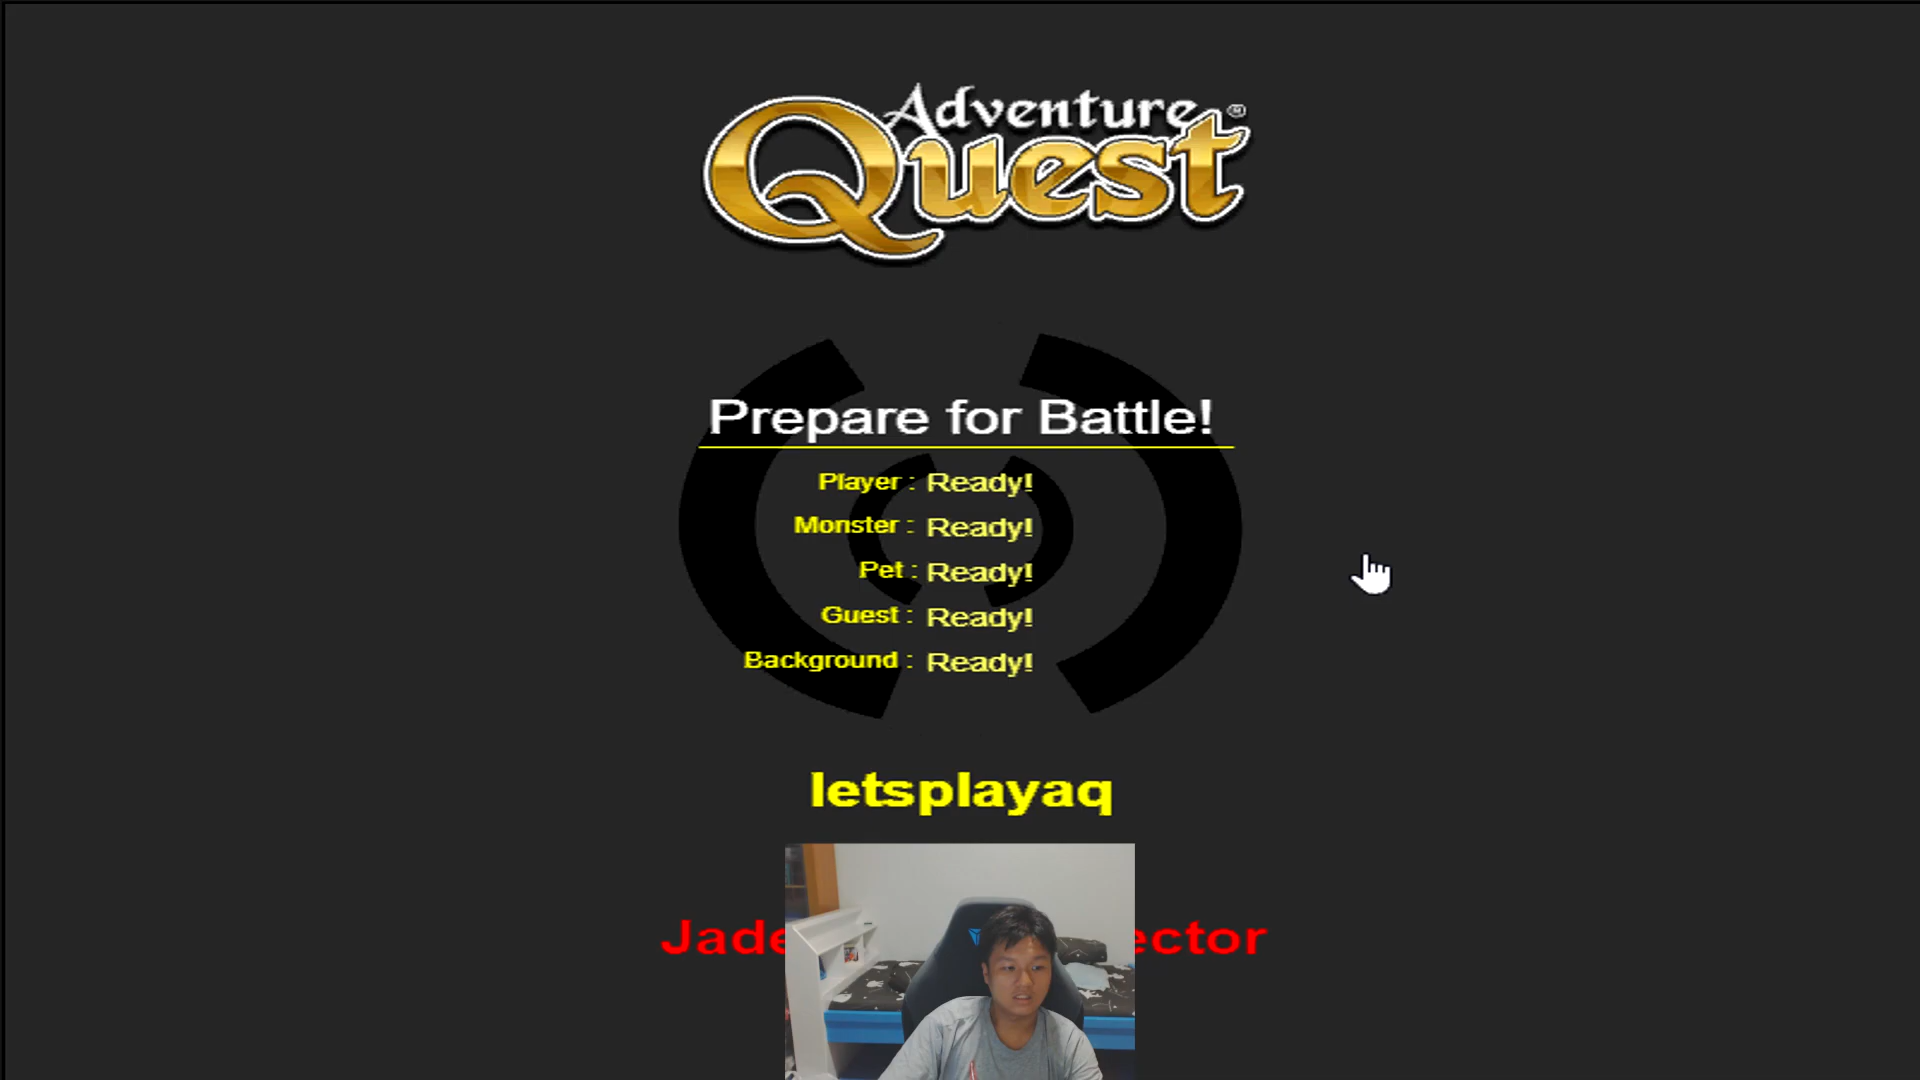 Adventure
Quest®
Prepare for Battle!
Player : Ready!
Monster : Ready!
Pet : Ready!
Guest : Ready!
Background : Ready!
letsplayaq